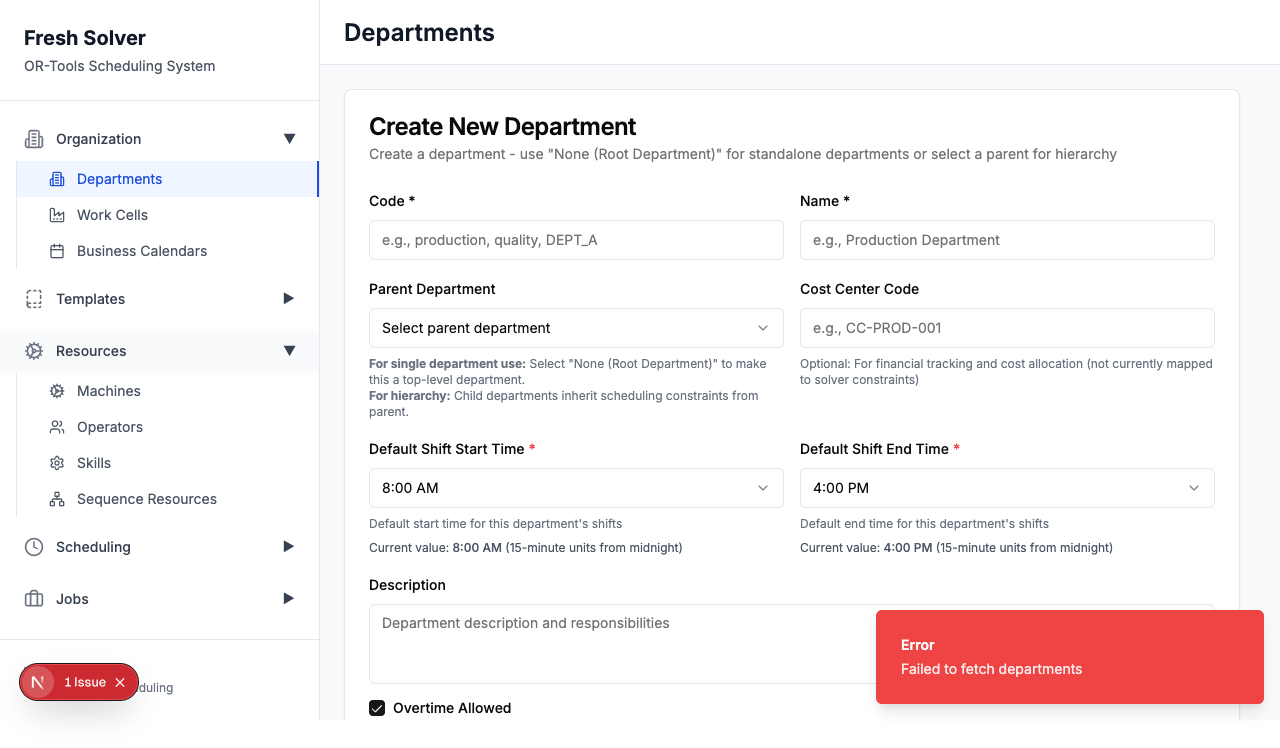 Fresh Solver
OR-Tools Scheduling System
Organization
Departments
Work Cells
Business Calendars
Templates
Resources
Machines
Operators
Skills
Sequence Resources
Scheduling
Jobs
1 Issue
Departments
Create New Department
Create a department - use "None (Root Department)" for standalone departments or select a parent for hierarchy
Code *
e.g., production, quality, DEPT_A
Name *
e.g., Production Department
Parent Department
Select parent department
For single department use: Select "None (Root Department)" to make
this a top-level department.
For hierarchy: Child departments inherit scheduling constraints from
parent.
Cost Center Code
e.g., CC-PROD-001
Optional: For financial tracking and cost allocation (not currently mapped
to solver constraints)
Default Shift Start Time *
8:00 AM
Default start time for this department's shifts
Current value: 8:00 AM (15-minute units from midnight)
Default Shift End Time *
4:00 PM
Default end time for this department's shifts
Current value: 4:00 PM (15-minute units from midnight)
Description
Department description and responsibilities
Overtime Allowed
Error
Failed to fetch departments